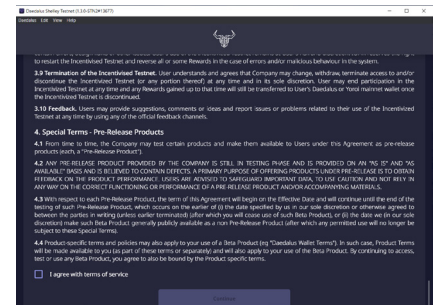 Daedalus Shelley Testnet
Daedalus Edit View Help
to restart the Incentivised Testnet and reverse all or some Rewards in the case of errors and/or malicious behaviour in the system.
3.9 Termination of the Incentivised Testnet. User understands and agrees that Company may change, withdraw, terminate access to and/or
discontinue the Incentivised Testnet (or any portion thereof) at any time and in its sole discretion. User may end participation in the
Incentivised Testnet at any time and any Rewards gained up to that time will still be transferred to User's Daedalus or Yoroi mainnet wallet once
the Incentivized Testnet is discontinued.
3.10 Feedback. Users may provide suggestions, comments or ideas and report issues or problems related to their use of the Incentivized
Testnet at any time by using any of the official feedback channels.
4. Special Terms - Pre-Release Products
4.1 From time to time, the Company may test certain products and make them available to Users under this Agreement as pre-release
products (each, a "Pre-Release Product").
4.2 ANY PRE-RELEASE PRODUCT PROVIDED BY THE COMPANY IS STILL IN TESTING PHASE AND IS PROVIDED ON AN "AS IS" AND "AS
AVAILABLE" BASIS AND IS BELIEVED TO CONTAIN DEFECTS. A PRIMARY PURPOSE OF OFFERING PRODUCTS UNDER PRE-RELEASE IS TO OBTAIN
FEEDBACK ON THE PRODUCT PERFORMANCE. USERS ARE ADVISED TO SAFEGUARD IMPORTANT DATA, TO USE CAUTION AND NOT RELY IN
ANY WAY ON THE CORRECT FUNCTIONING OR PERFORMANCE OF A PRE-RELEASE PRODUCT AND/OR ACCOMPANYING MATERIALS.
4.3 With respect to each Pre-Release Product, the term of this Agreement will begin on the Effective Date and will continue until the end of the
testing of such Pre-Release Product, which occurs on the earlier of (i) the date specified by us in our sole discretion or otherwise agreed to
between the parties in writing (unless earlier terminated) (after which you will cease use of such Beta Product), or (ii) the date we (in our sole
discretion) make such Beta Product generally publicly available as a non Pre-Release Product (after which any permitted use will no longer be
subject to these Special Terms).
4.4 Product-specific terms and policies may also apply to your use of a Beta Product (eg "Daedalus Wallet Terms"). In such case, Product Terms
will be made available to you (as part of these terms or separately) and will also apply to your use of the Beta Product. By continuing to access,
test or use any Beta Product, you agree to also be bound by the Product specific terms.
I agree with terms of service
Continue